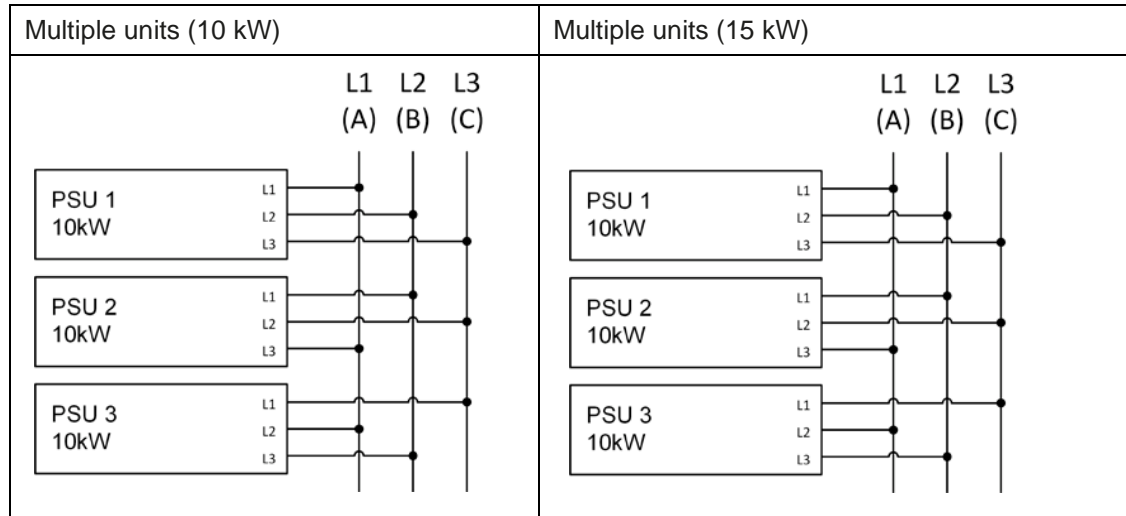 Multiple units (10 kW)
L1 L2 L3
(A) (B) (C)
PSU 1
10kW
L1
L2
L3
PSU 2
10kW
L1
L2
L3
PSU 3
10kW
L1
L2
L3
Multiple units (15 kW)
L1 L2 L3
(A) (B) (C)
PSU 1
10kW
L1
L2
L3
PSU 2
10kW
L1
L2
L3
PSU 3
10kW
L1
L2
L3